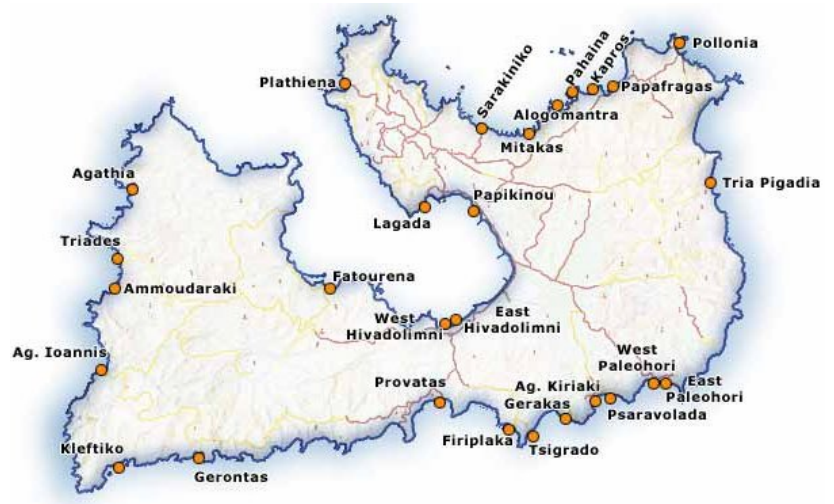 Pollonia
Plathiena
Sarakiniko
Pahaina
Kapros.
Papafragas
Alogomantra
Mitakas
Agathia
Tria Pigadia
Papikinou
Lagada
Triades
Ammoudaraki
Fatourena
West
Hivadolimni
East
Hivadolimni
Ag. Ioannis
West
Paleohori
East
Paleohori
Provatas
Ag. Kiriaki
Gerakas
Psaravolada
Firiplaka
Tsigrado
Kleftiko
Gerontas